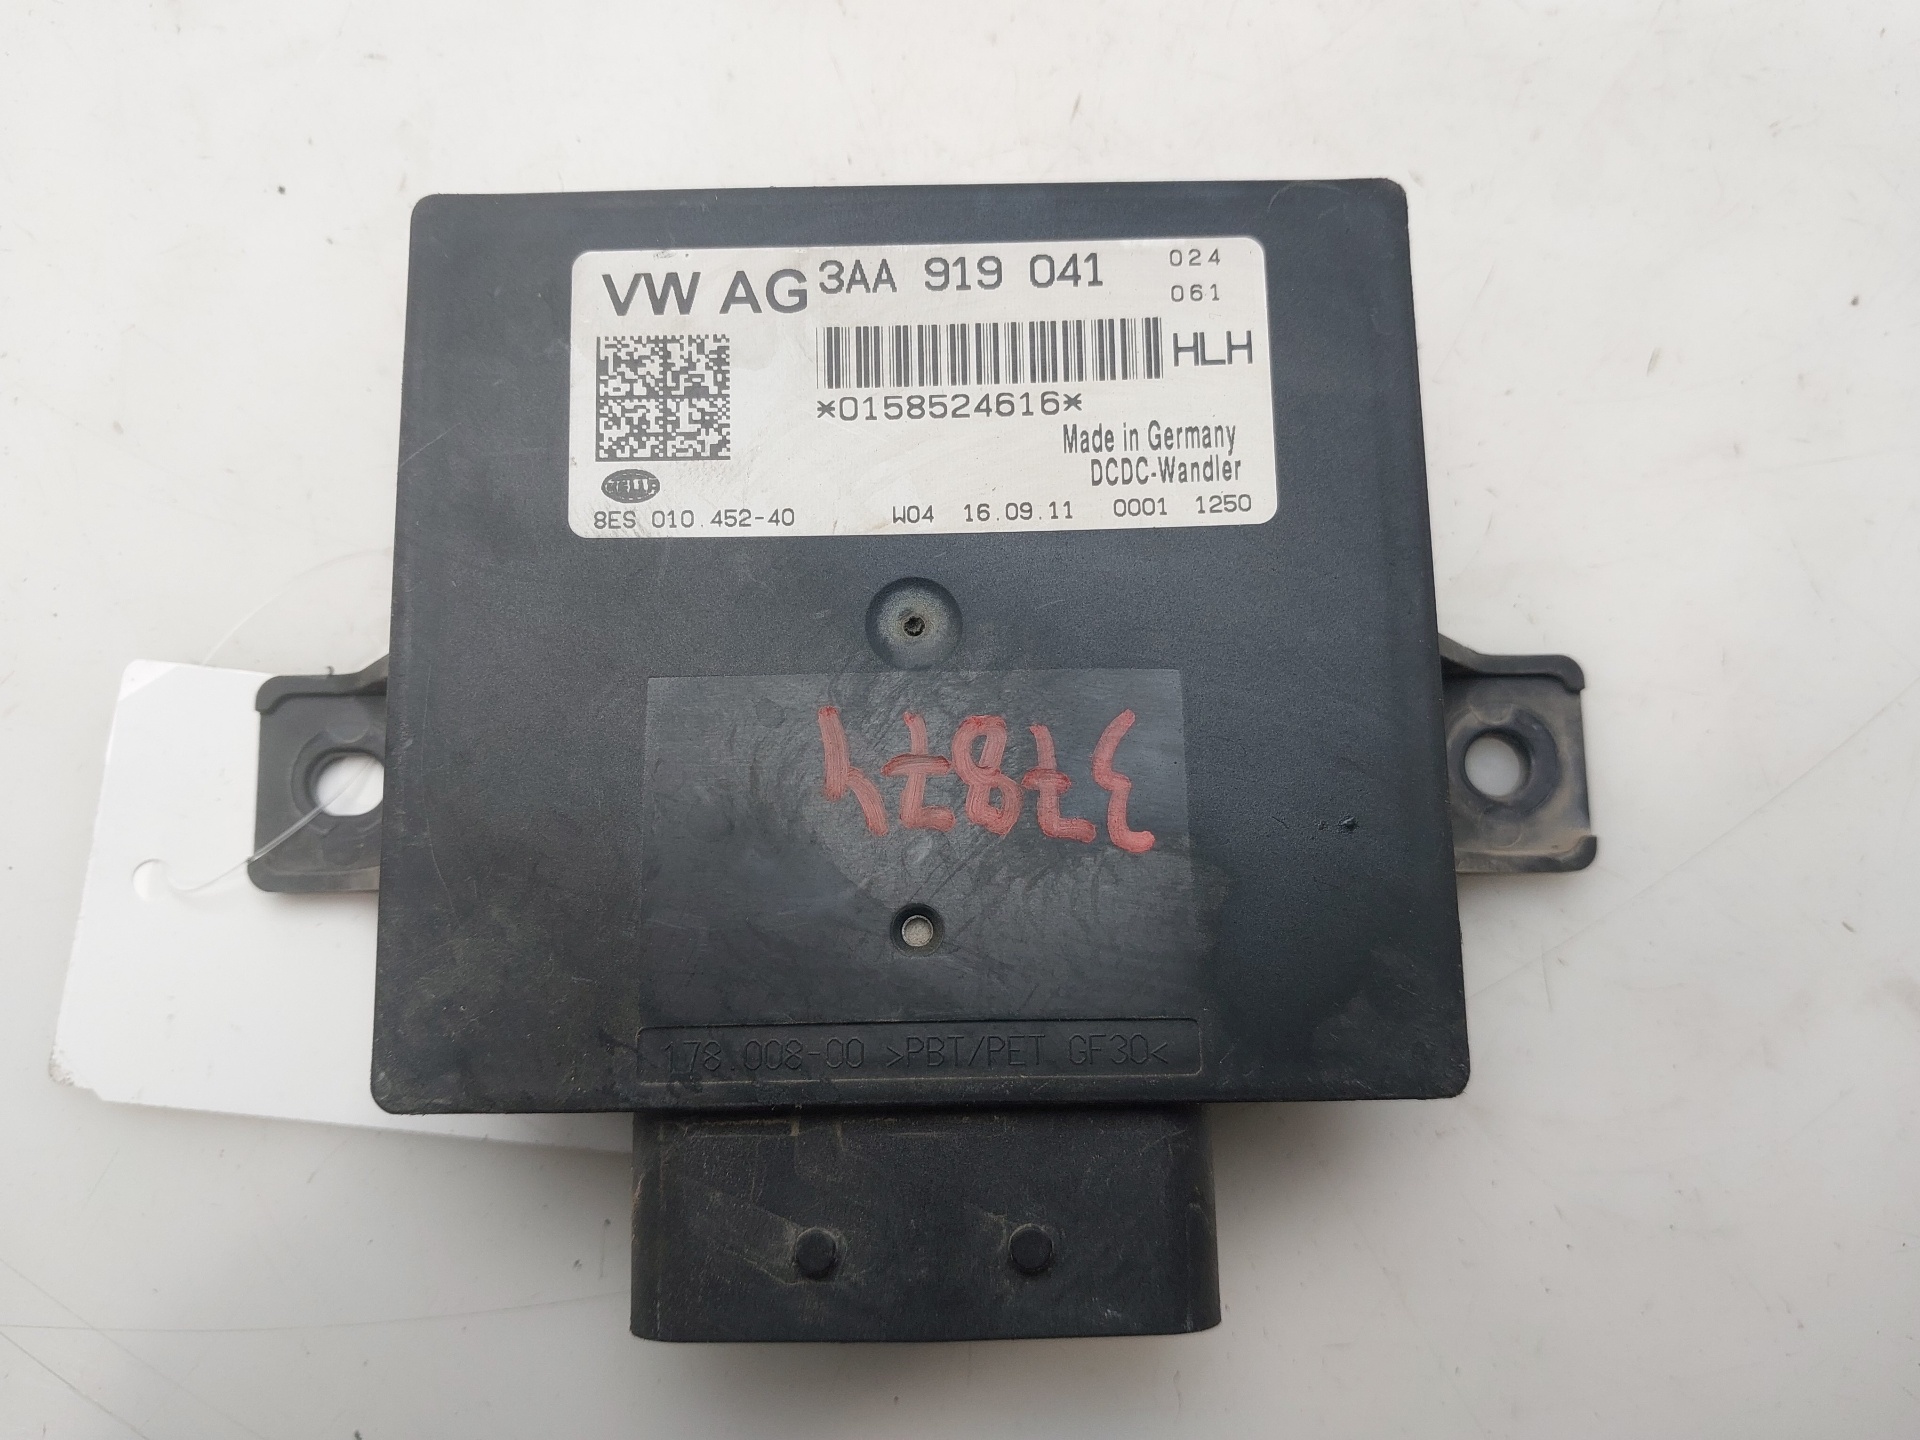 VW AG 3AA 919 041 024
061
HLH
*0158524616*
Made in Germany
DCDC-Wandler
HELLA
8ES 010.452-40 W04 16.09.11 0001 1250
37874
178.008-00 >PBT/PET GF30<